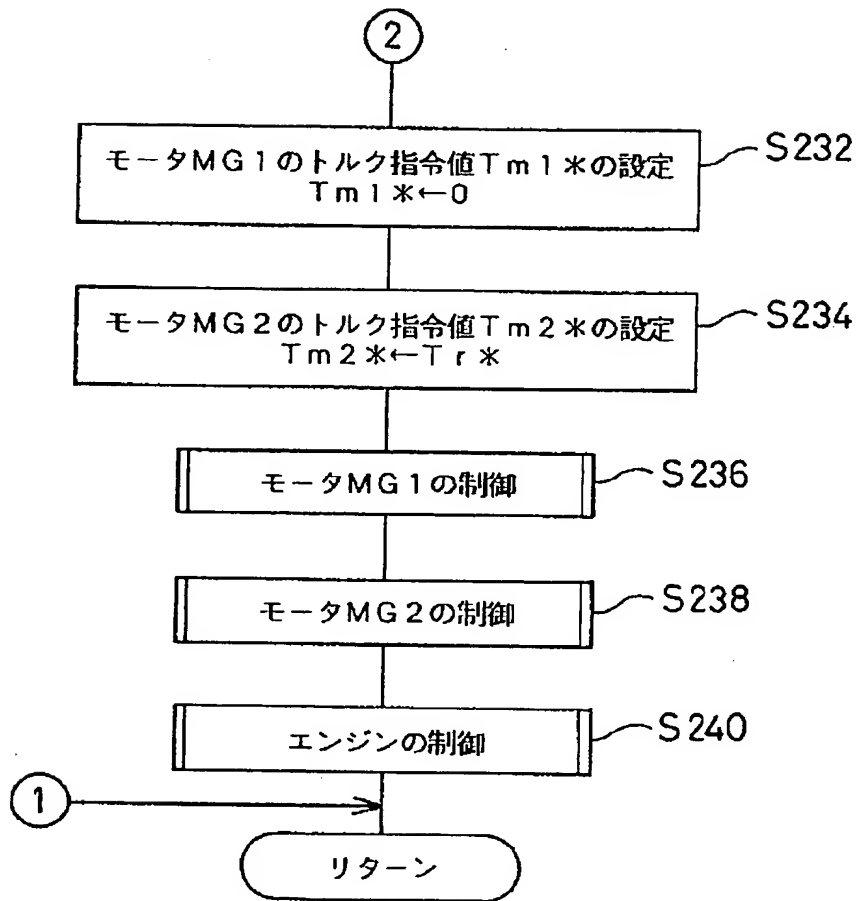 2
モータMG1のトルク指令値Tm1*の設定
Tm1*←0
S232
モータMG2のトルク指令値Tm2*の設定
Tm2*←Tr*
S234
モータMG1の制御
S236
モータMG2の制御
S238
エンジンの制御
S240
1
リターン